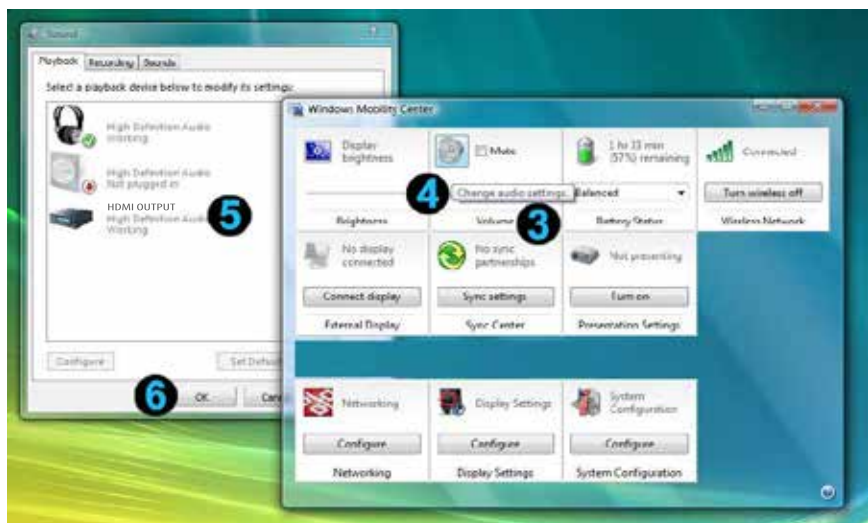 Sound
Playback Recording Sounds
Select a playback device below to modify its settings:
High Definition Audio
Working
High Definition Audio
Not plugged in
HDMI OUTPUT
High Definition Audio
Working
5
Configure
Set Default
6
OK
Cancel
Windows Mobility Center
Display
brightness
Mute
1 hr 33 min
(57%) remaining
Connected
4
Change audio settings.
Balanced
Turn wireless off
3
Brightness
Volume
Battery Status
Wireless Network
No display
connected
No sync
partnerships
Not presenting
Connect display
Sync settings
Turn on
External Display
Sync Center
Presentation Settings
Networking
Display Settings
System
Configuration
Configure
Configure
Configure
Networking
Display Settings
System Configuration